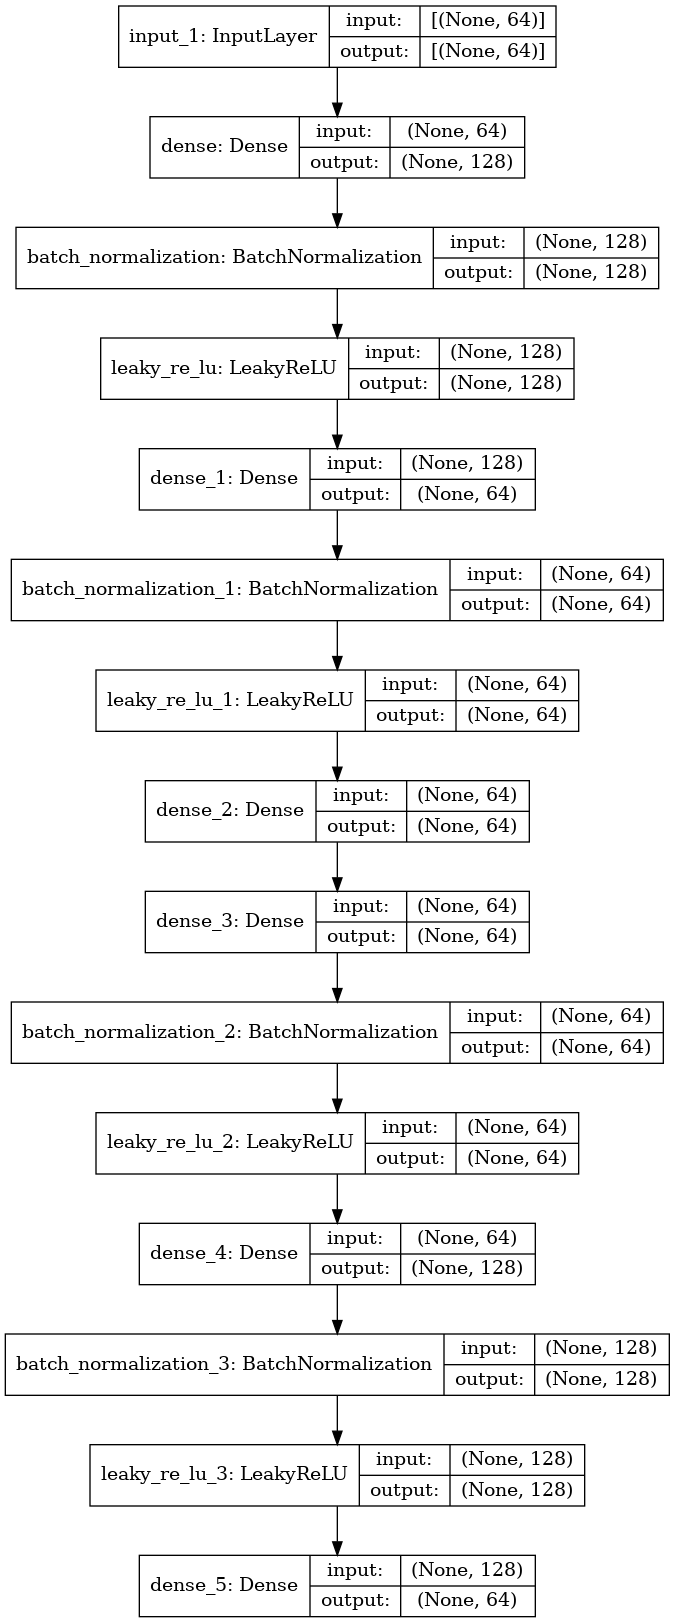 input_1: InputLayer
input: [(None, 64)]
output: [(None, 64)]
dense: Dense
input: (None, 64)
output: (None, 128)
batch_normalization: BatchNormalization
input: (None, 128)
output: (None, 128)
leaky_re_lu: LeakyReLU
input: (None, 128)
output: (None, 128)
dense_1: Dense
input: (None, 128)
output: (None, 64)
batch_normalization_1: BatchNormalization
input: (None, 64)
output: (None, 64)
leaky_re_lu_1: LeakyReLU
input: (None, 64)
output: (None, 64)
dense_2: Dense
input: (None, 64)
output: (None, 64)
dense_3: Dense
input: (None, 64)
output: (None, 64)
batch_normalization_2: BatchNormalization
input: (None, 64)
output: (None, 64)
leaky_re_lu_2: LeakyReLU
input: (None, 64)
output: (None, 64)
dense_4: Dense
input: (None, 64)
output: (None, 128)
batch_normalization_3: BatchNormalization
input: (None, 128)
output: (None, 128)
leaky_re_lu_3: LeakyReLU
input: (None, 128)
output: (None, 128)
dense_5: Dense
input: (None, 128)
output: (None, 64)